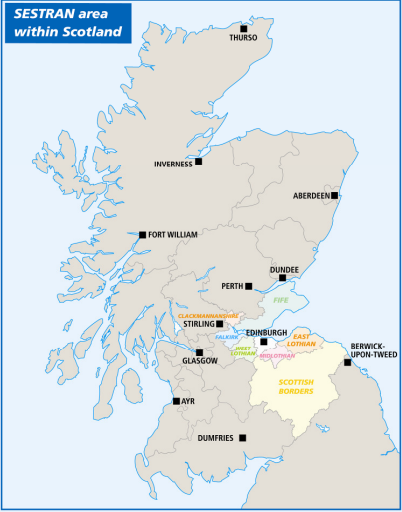 SESTRAN area
within Scotland
THURSO
INVERNESS
ABERDEEN
FORT WILLIAM
DUNDEE
PERTH
FIFE
CLACKMANNANSHIRE
STIRLING
FALKIRK
EDINBURGH
EAST
LOTHIAN
WEST
LOTHIAN
MIDLOTHIAN
BERWICK-
UPON-TWEED
GLASGOW
SCOTTISH
BORDERS
AYR
DUMFRIES